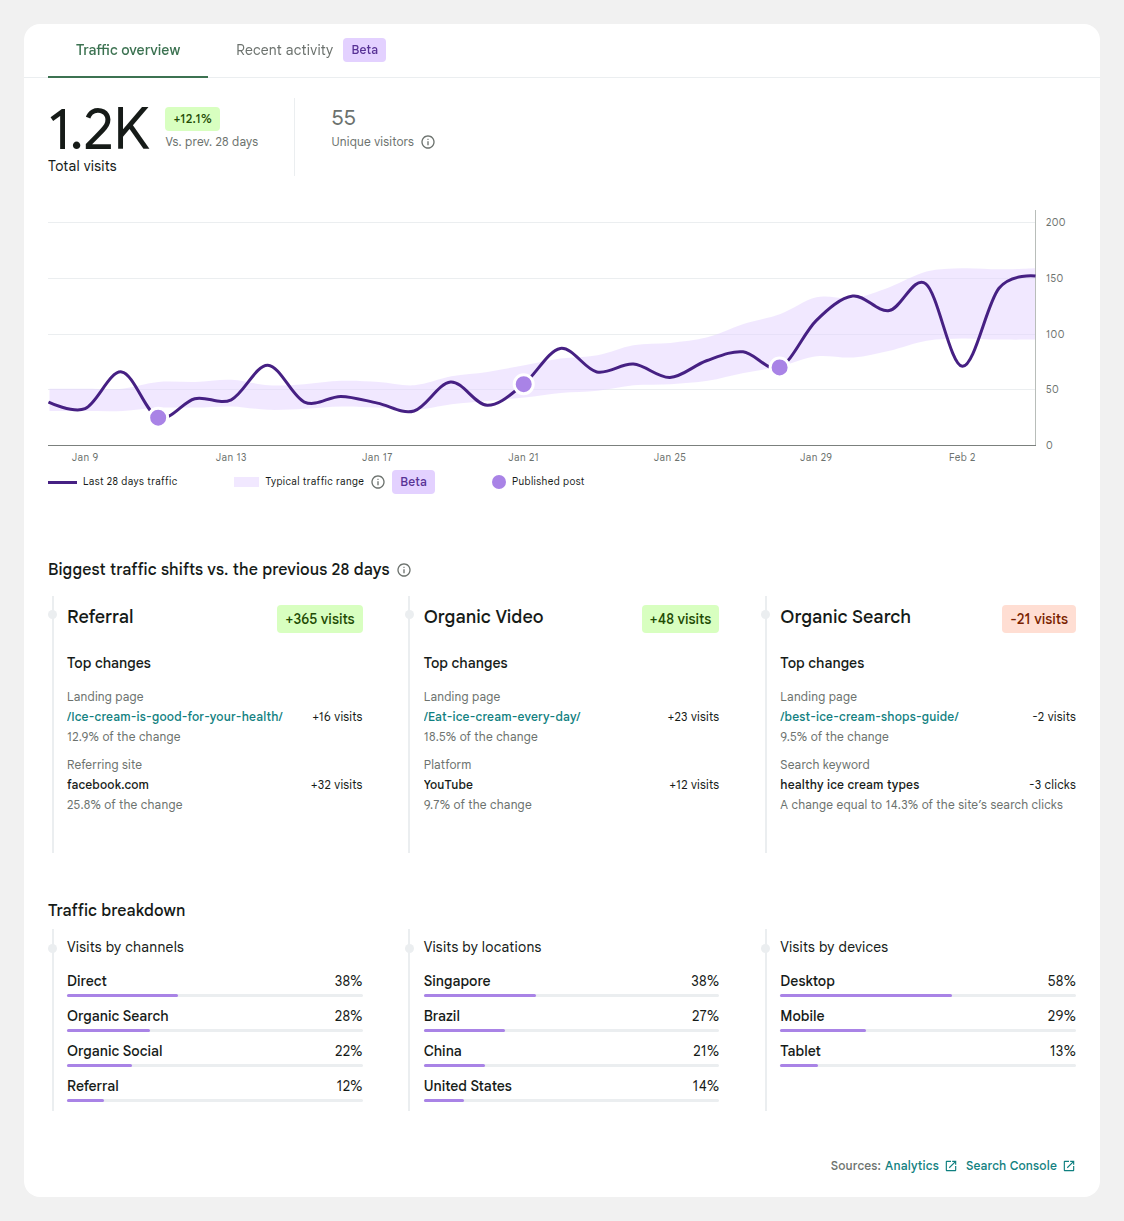 Traffic overview
Recent activity Beta
1.2K
+12.1%
Vs. prev. 28 days
Total visits
55
Unique visitors
200
150
100
50
0
Jan 9 Jan 13 Jan 17 Jan 21 Jan 25 Jan 29 Feb 2
Last 28 days traffic Typical traffic range Beta Published post
Biggest traffic shifts vs. the previous 28 days
Referral +365 visits
Top changes
Landing page
/Ice-cream-is-good-for-your-health/ +16 visits
12.9% of the change
Referring site
facebook.com +32 visits
25.8% of the change
Organic Video +48 visits
Top changes
Landing page
/Eat-ice-cream-every-day/ +23 visits
18.5% of the change
Platform
YouTube +12 visits
9.7% of the change
Organic Search -21 visits
Top changes
Landing page
/best-ice-cream-shops-guide/ -2 visits
9.5% of the change
Search keyword
healthy ice cream types -3 clicks
A change equal to 14.3% of the site's search clicks
Traffic breakdown
Visits by channels
Direct 38%
Organic Search 28%
Organic Social 22%
Referral 12%
Visits by locations
Singapore 38%
Brazil 27%
China 21%
United States 14%
Visits by devices
Desktop 58%
Mobile 29%
Tablet 13%
Sources: Analytics Search Console